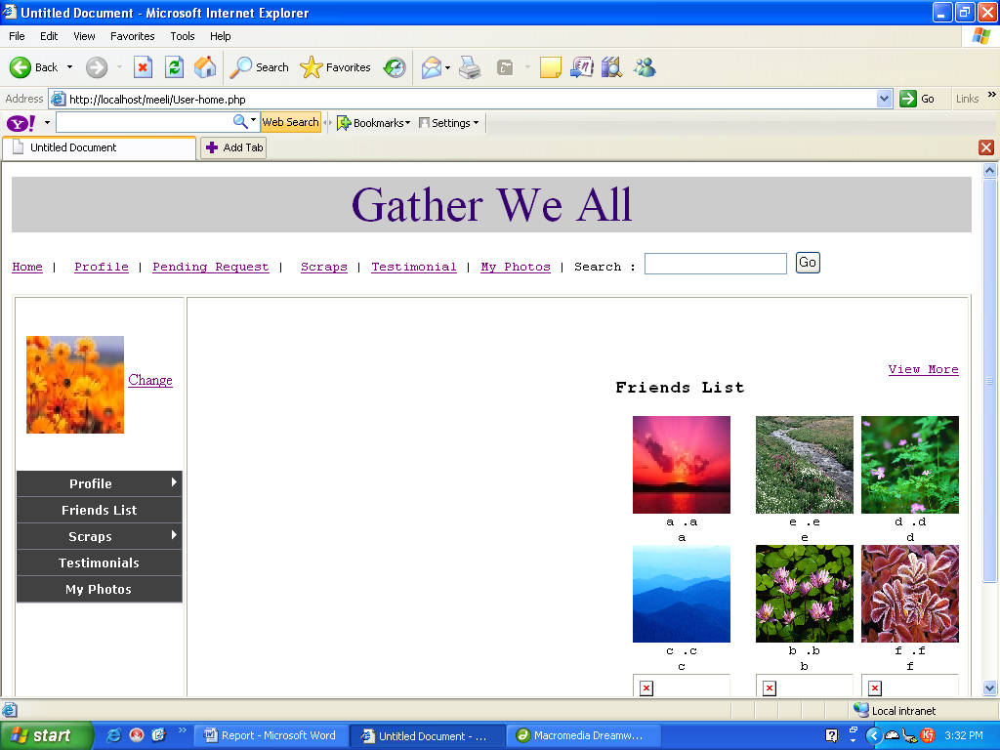 Untitled Document - Microsoft Internet Explorer
File Edit View Favorites Tools Help
Back Search Favorites
Address http://localhost/meeli/User-home.php Go Links »
Y! Web Search Bookmarks Settings
Untitled Document Add Tab
Gather We All
Home | Profile | Pending Request | Scraps | Testimonial | My Photos | Search : Go
Change
View More
Friends List
Profile
Friends List
Scraps
Testimonials
My Photos
a .a e .e d .d
a e d
c .c b .b f .f
c b f
Local intranet
start » Report - Microsoft Word Untitled Document - ... Macromedia Dreamw... 3:32 PM